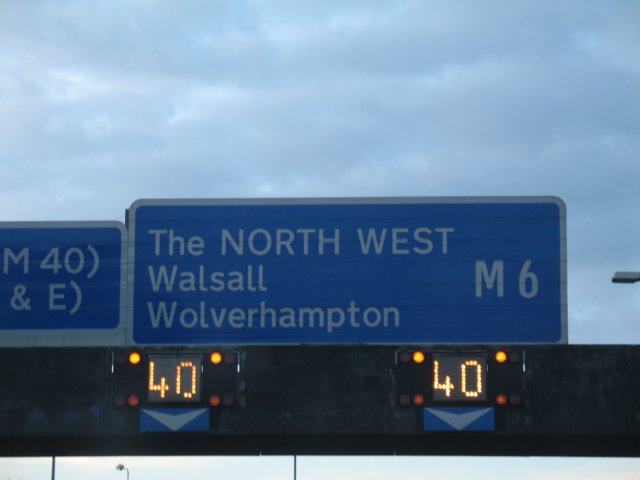 M 40)
& E)
The NORTH WEST
Walsall
Wolverhampton
M 6
40
40